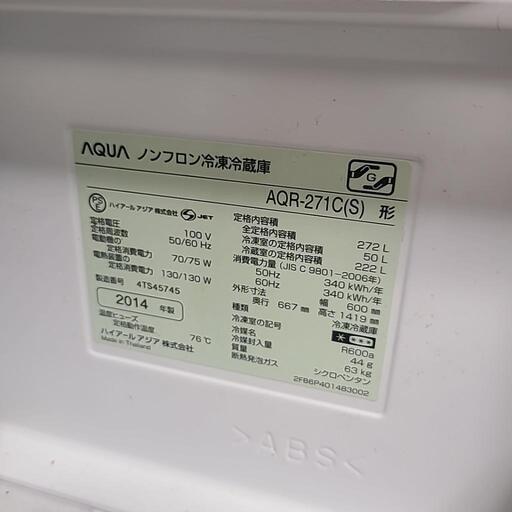 AQUA ノンフロン冷凍冷蔵庫
G
AQR-271C(S) 形
PSE ハイアール アジア 株式会社 S JET
定格電圧 100 V
定格周波数 50/60 Hz
電動機の
定格消費電力 70/75 W
電熱装置の
定格消費電力 130/130 W
製造番号 4TS45745
2014 年製
温度ヒューズ
定格動作温度 76℃
ハイアール アジア 株式会社
Made in Thailand
定格内容積
全定格内容積 272 L
冷凍室の定格内容積 50 L
冷蔵室の定格内容積 222 L
消費電力量 (JIS C 9801-2006年)
50Hz 340 kWh/年
60Hz 340 kWh/年
外形寸法 幅 600 mm
奥行 667 mm 高さ 1419 mm
種類 冷凍冷蔵庫
冷凍室の記号
冷媒名 R600a
冷媒封入量 44 g
質量 63 kg
断熱発泡ガス シクロペンタン
2FB6P401483002
>ABS<